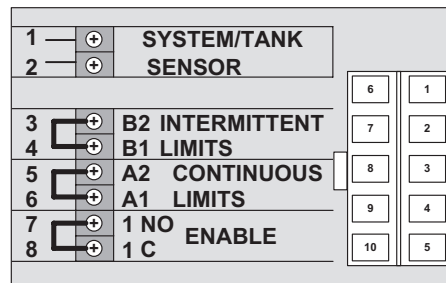 1 SYSTEM/TANK
2 SENSOR
3 B2 INTERMITTENT
4 B1 LIMITS
5 A2 CONTINUOUS
6 A1 LIMITS
7 1 NO ENABLE
8 1 C
6 1
7 2
8 3
9 4
10 5